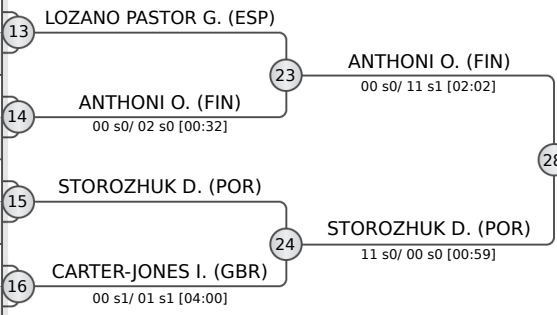 LOZANO PASTOR G. (ESP)
13
ANTHONI O. (FIN)
23
00 s0/ 11 s1 [02:02]
ANTHONI O. (FIN)
14
00 s0/ 02 s0 [00:32]
28
STOROZHUK D. (POR)
15
STOROZHUK D. (POR)
24
11 s0/ 00 s0 [00:59]
CARTER-JONES I. (GBR)
16
00 s1/ 01 s1 [04:00]